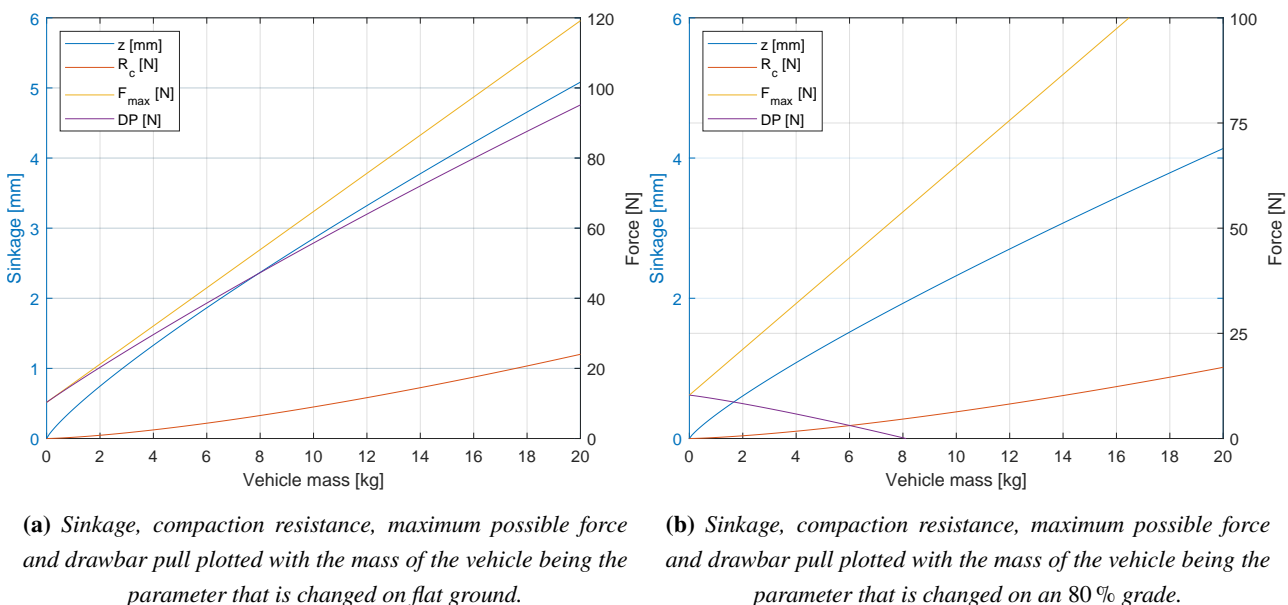 6
5
4
3
2
1
0
Sinkage [mm]
120
100
80
60
40
20
0
Force [N]
z [mm]
R_c [N]
F_max [N]
DP [N]
0 2 4 6 8 10 12 14 16 18 20
Vehicle mass [kg]
6
4
2
0
Sinkage [mm]
100
75
50
25
0
Force [N]
z [mm]
R_c [N]
F_max [N]
DP [N]
0 2 4 6 8 10 12 14 16 18 20
Vehicle mass [kg]
(a) Sinkage, compaction resistance, maximum possible force
and drawbar pull plotted with the mass of the vehicle being the
parameter that is changed on flat ground.
(b) Sinkage, compaction resistance, maximum possible force
and drawbar pull plotted with the mass of the vehicle being the
parameter that is changed on an 80 % grade.